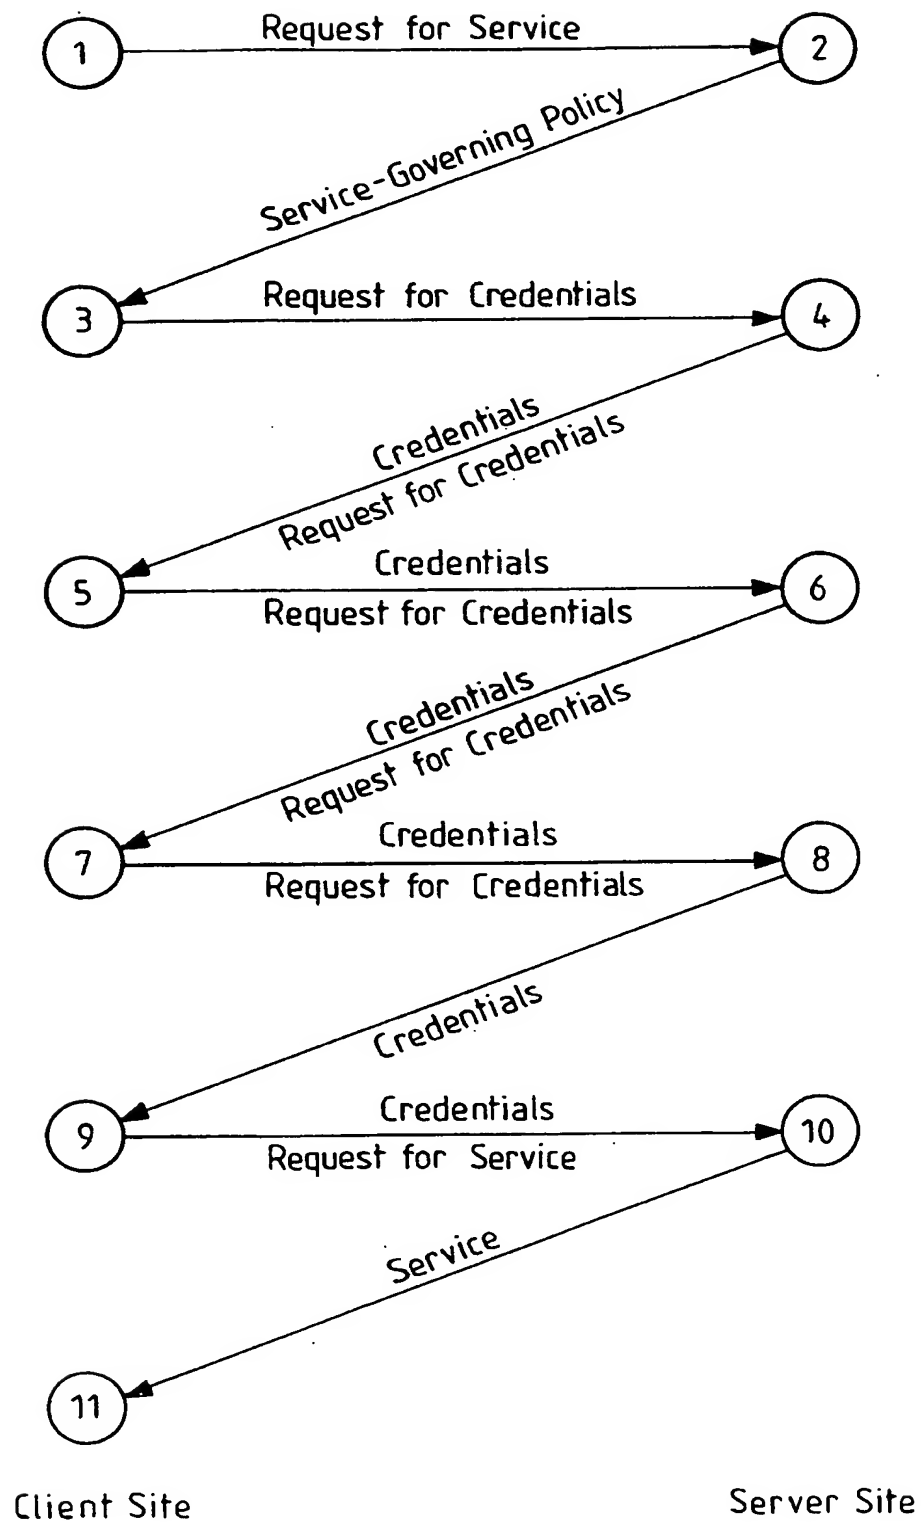 1
Request for Service
2
Service-Governing Policy
3
Request for Credentials
4
Credentials
Request for Credentials
5
Credentials
Request for Credentials
6
Credentials
Request for Credentials
7
Credentials
Request for Credentials
8
Credentials
9
Credentials
Request for Service
10
Service
11
Client Site
Server Site